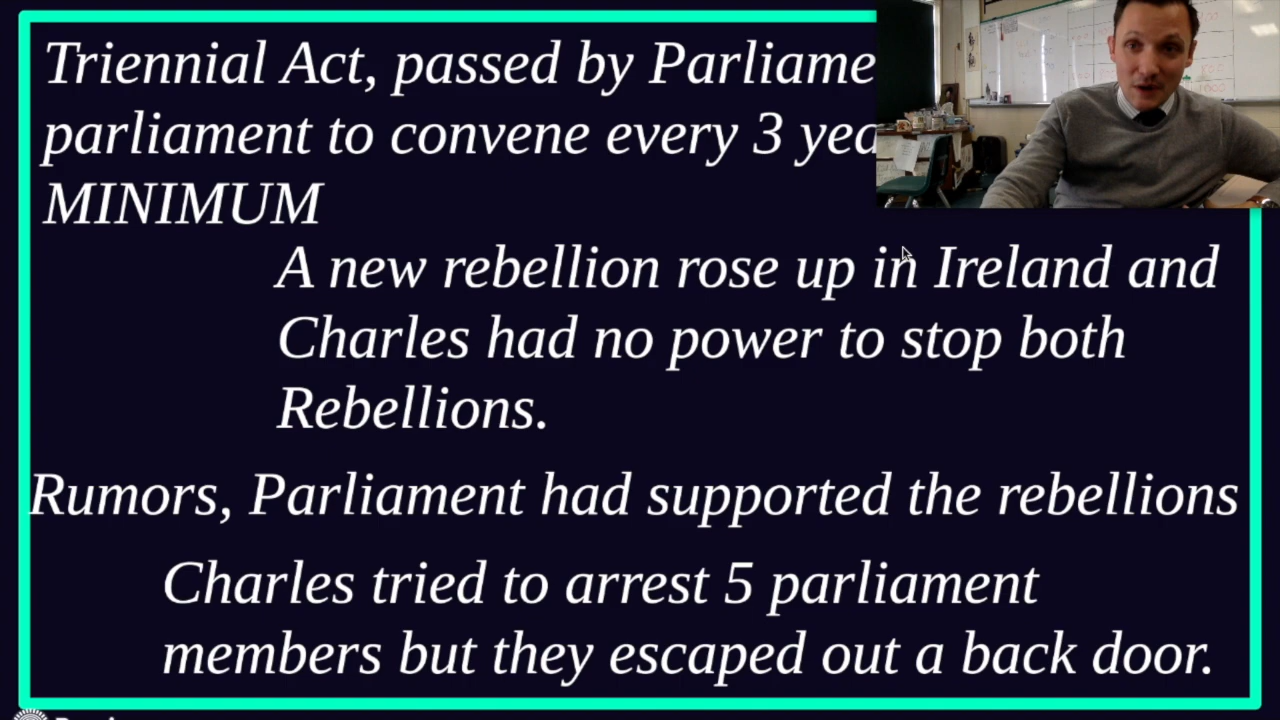 Triennial Act, passed by Parliame
parliament to convene every 3 yea
MINIMUM
A new rebellion rose up in Ireland and
Charles had no power to stop both
Rebellions.
Rumors, Parliament had supported the rebellions
Charles tried to arrest 5 parliament
members but they escaped out a back door.